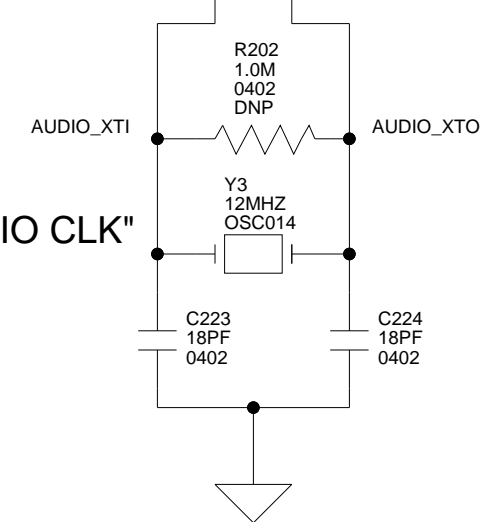 R202
1.0M
0402
DNP
AUDIO_XTI
AUDIO_XTO
Y3
12MHZ
OSC014
IO CLK"
C223
18PF
0402
C224
18PF
0402